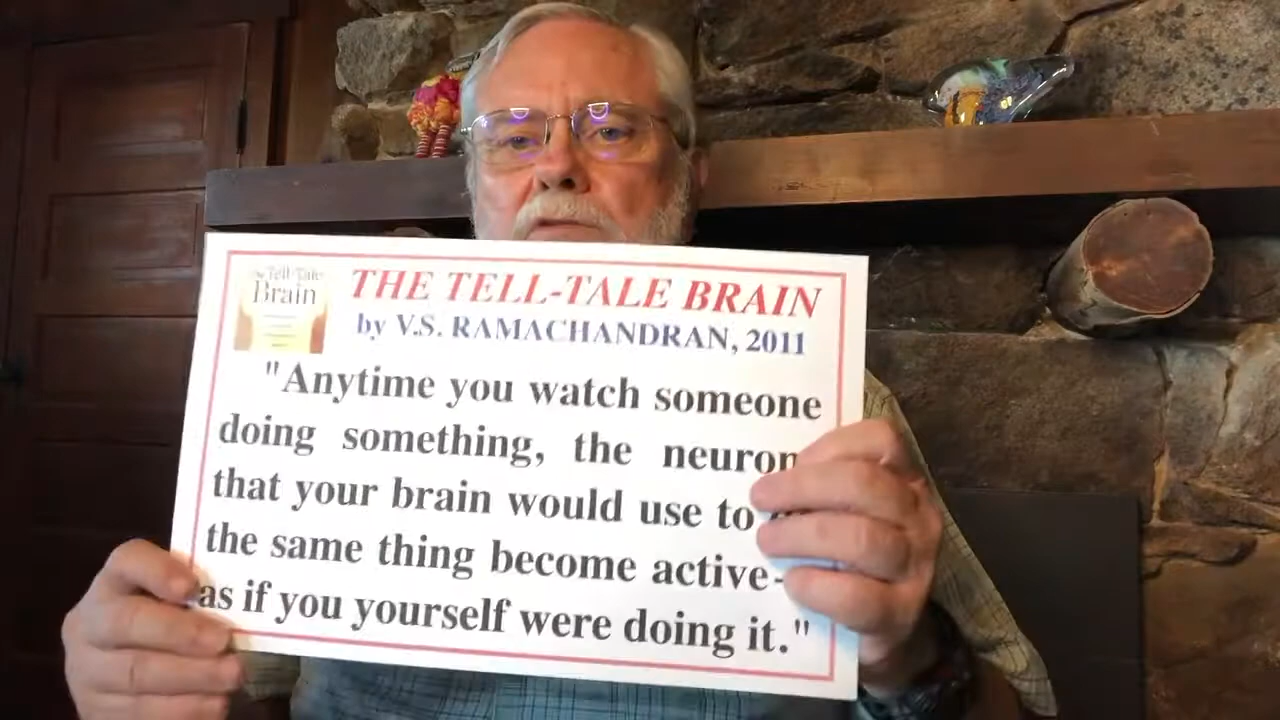 The Tell-Tale
Brain
THE TELL-TALE BRAIN
by V.S. RAMACHANDRAN, 2011
"Anytime you watch someone
doing something, the neuron
that your brain would use to
the same thing become active-
as if you yourself were doing it."